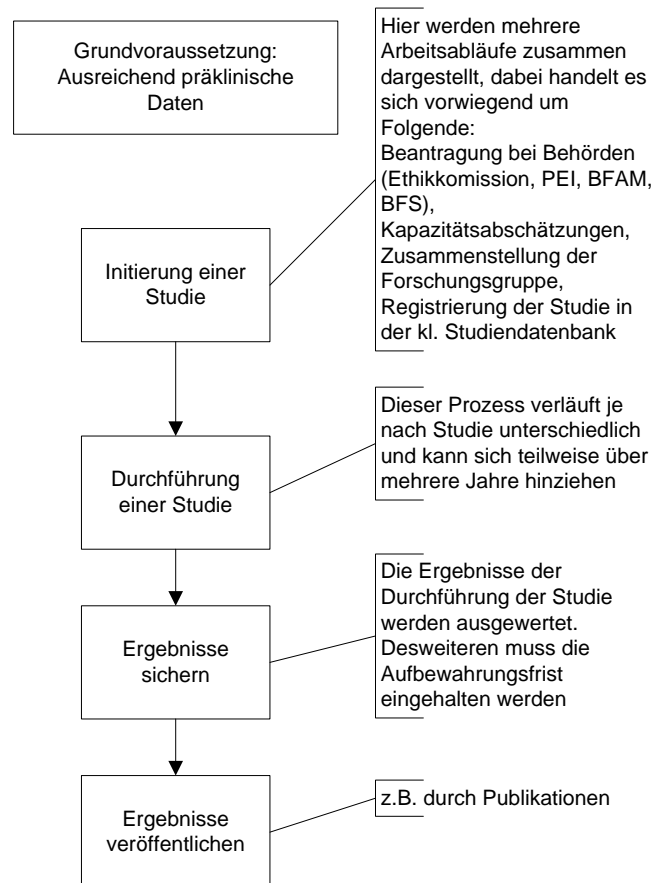 Grundvoraussetzung:
Ausreichend präklinische
Daten
Hier werden mehrere
Arbeitsabläufe zusammen
dargestellt, dabei handelt es
sich vorwiegend um
Folgende:
Beantragung bei Behörden
(Ethikkomission, PEI, BFAM,
BFS),
Kapazitätsabschätzungen,
Zusammenstellung der
Forschungsgruppe,
Registrierung der Studie in
der kl. Studiendatenbank
Initierung einer
Studie
Dieser Prozess verläuft je
nach Studie unterschiedlich
und kann sich teilweise über
mehrere Jahre hinziehen
Durchführung
einer Studie
Die Ergebnisse der
Durchführung der Studie
werden ausgewertet.
Desweiteren muss die
Aufbewahrungsfrist
eingehalten werden
Ergebnisse
sichern
z.B. durch Publikationen
Ergebnisse
veröffentlichen